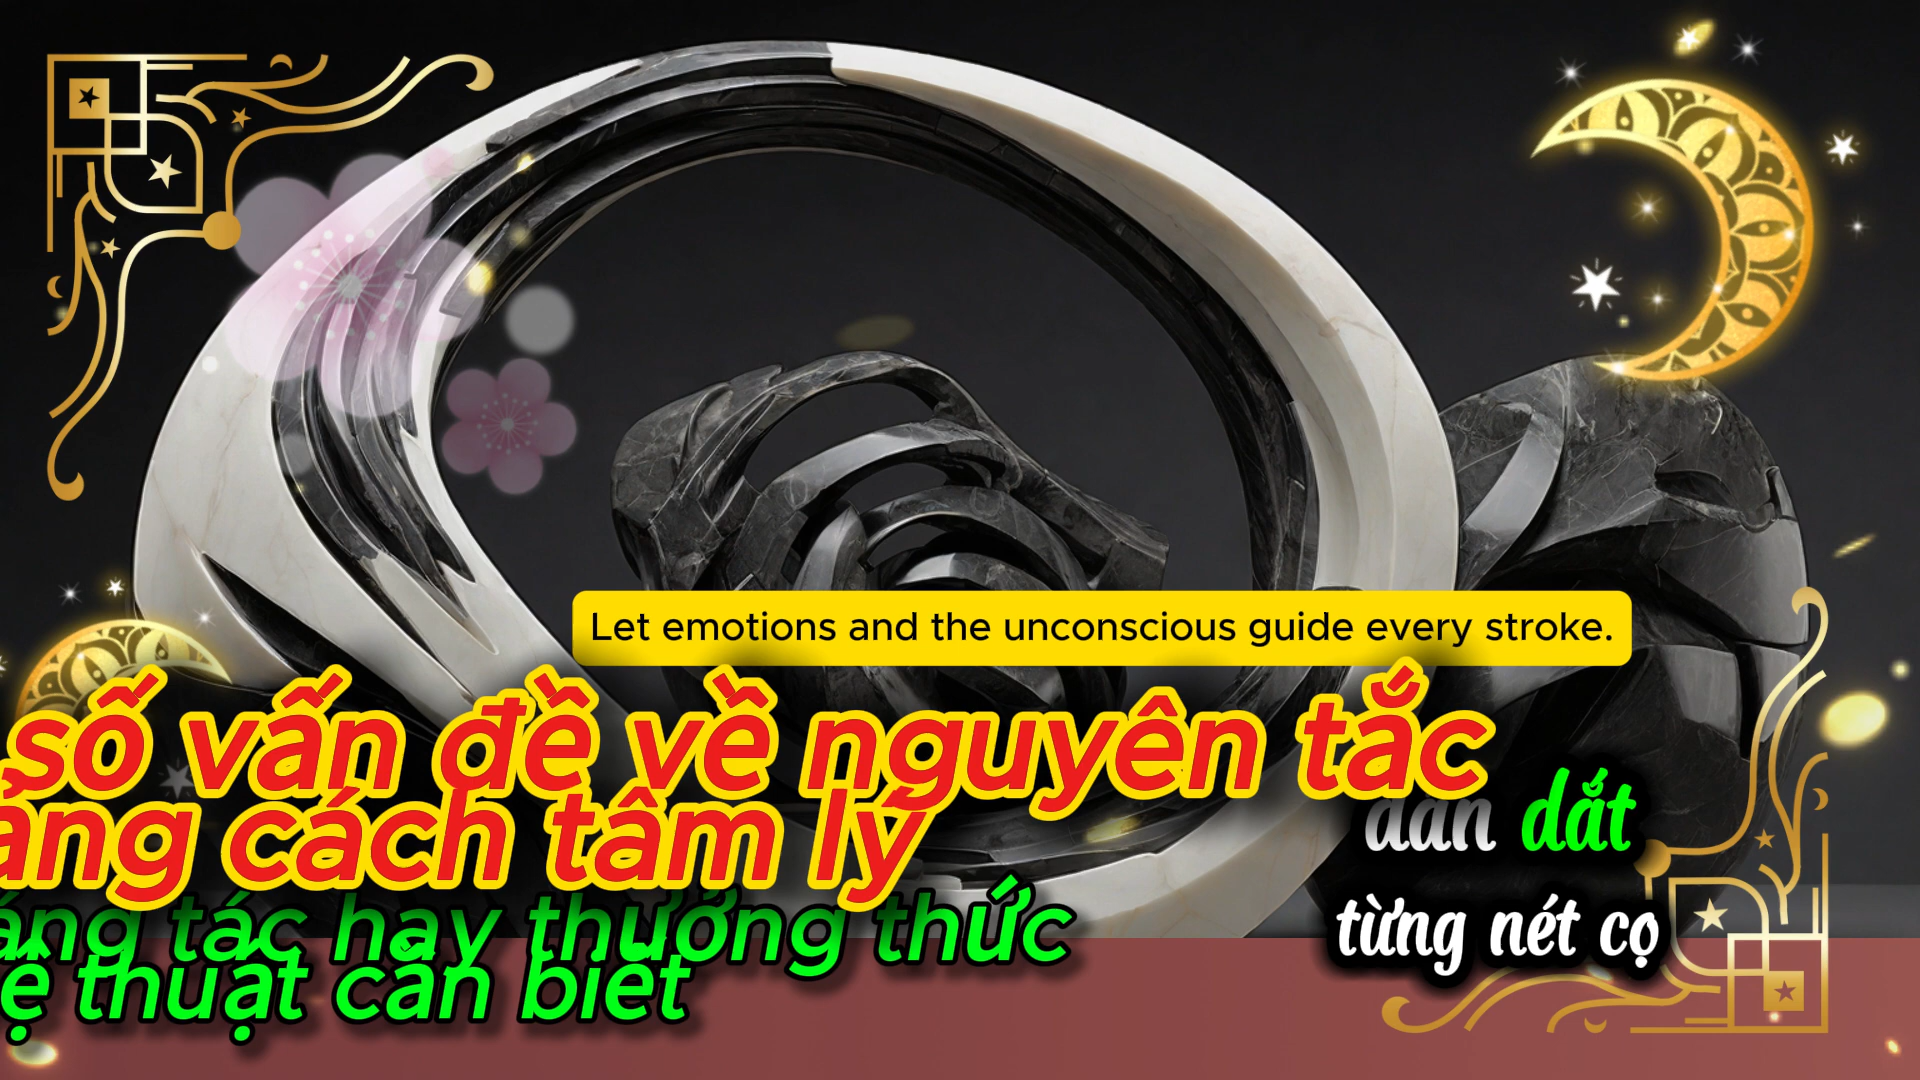 Let emotions and the unconscious guide every stroke.
số vấn đề về nguyên tắc
cách tâm lý
tác hay thưởng thức
thuật cần biết
dẫn dắt
từng nét cọ